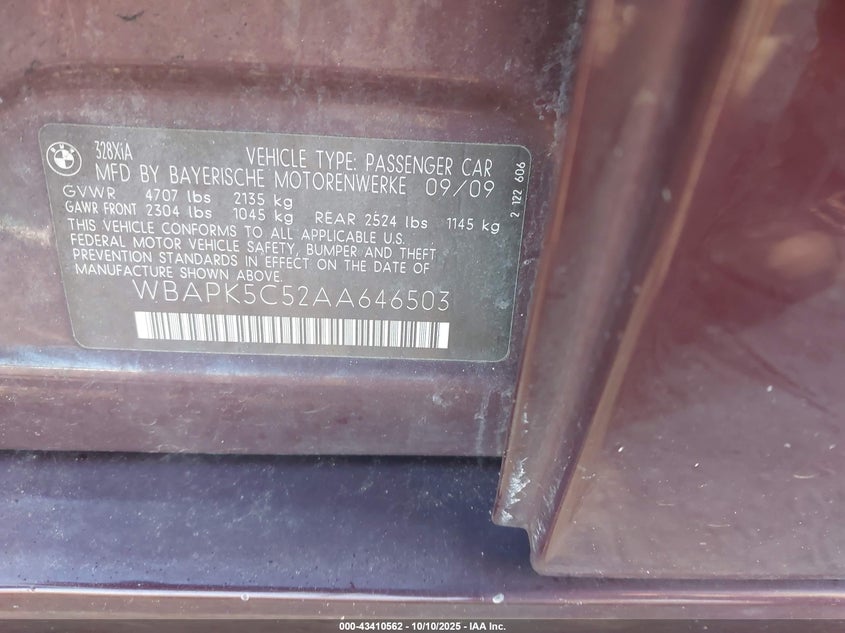 BMW
328XiA
VEHICLE TYPE: PASSENGER CAR
MFD BY BAYERISCHE MOTORENWERKE 09/09
GVWR 4707 lbs 2135 kg
GAWR FRONT 2304 lbs 1045 kg REAR 2524 lbs 1145 kg
THIS VEHICLE CONFORMS TO ALL APPLICABLE U.S.
FEDERAL MOTOR VEHICLE SAFETY, BUMPER AND THEFT
PREVENTION STANDARDS IN EFFECT ON THE DATE OF
MANUFACTURE SHOWN ABOVE.
WBAPK5C52AA646503
2 122 606
000-43410562 - 10/10/2025 - IAA Inc.